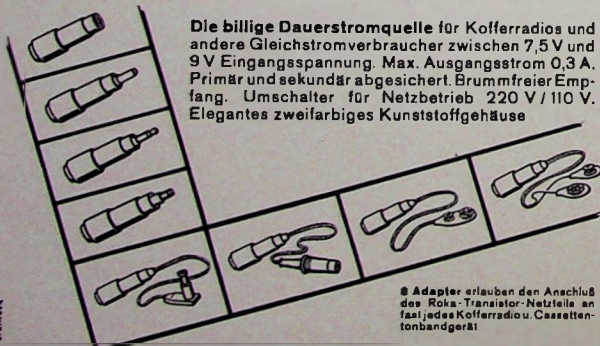 Die billige Dauerstromquelle für Kofferradios und
andere Gleichstromverbraucher zwischen 7,5 V und
9 V Eingangsspannung. Max. Ausgangsstrom 0,3 A.
Primär und sekundär abgesichert. Brummfreier Emp-
fang. Umschalter für Netzbetrieb 220 V / 110 V.
Elegantes zweifarbiges Kunststoffgehäuse
8 Adapter erlauben den Anschluß
des Roka-Transistor-Netzteils an
fast jedes Kofferradio u. Cassetten-
tonbandgerät